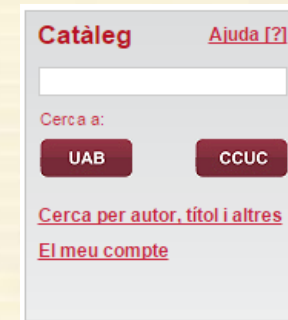 Catàleg Ajuda [?]
Cerca a:
UAB CCUC
Cerca per autor, títol i altres
El meu compte